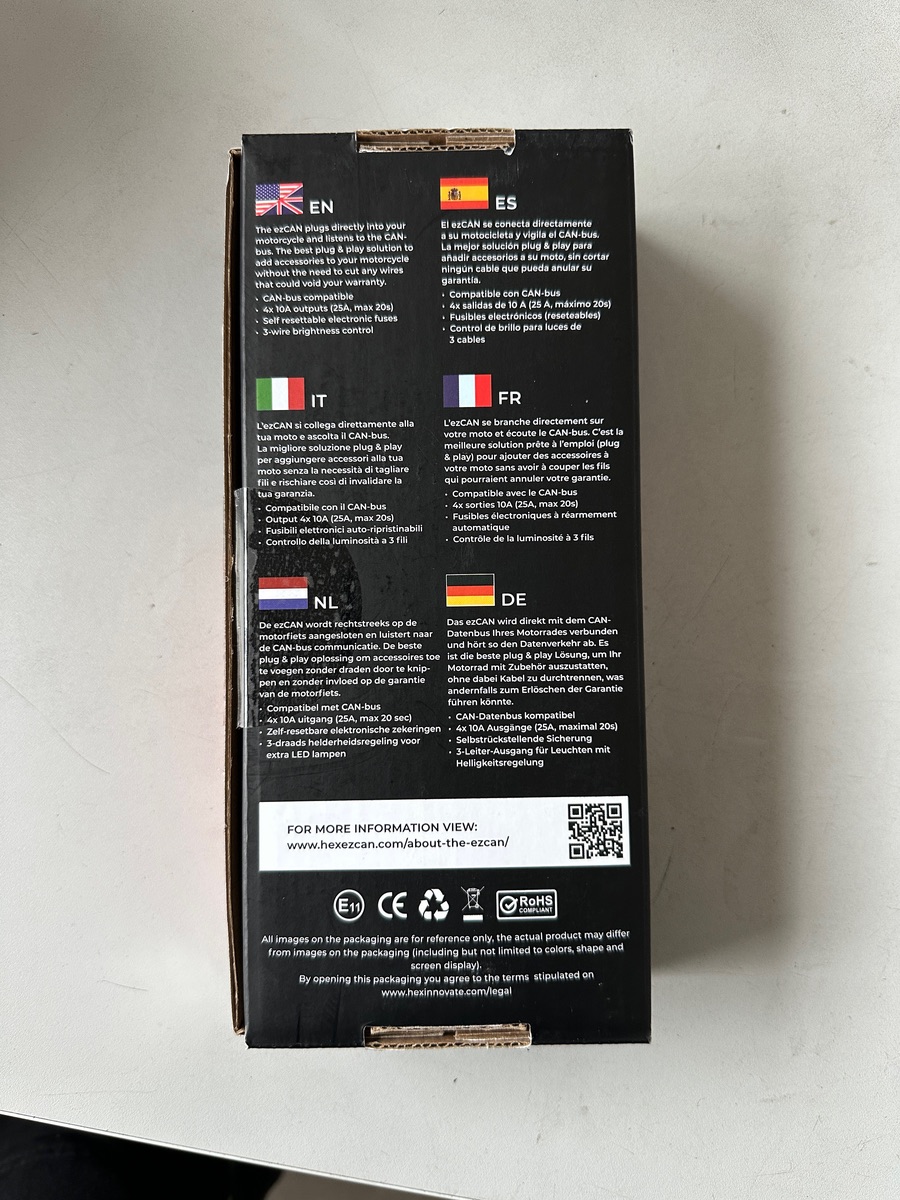 EN
The ezCAN plugs directly into your
motorcycle and listens to the CAN-
bus. The best plug & play solution to
add accessories to your motorcycle
without the need to cut any wires
that could void your warranty.
• CAN-bus compatible
• 4x 10A outputs (25A, max 20s)
• Self resettable electronic fuses
• 3-wire brightness control
ES
El ezCAN se conecta directamente
a su motocicleta y vigila el CAN-bus.
La mejor solución plug & play para
añadir accesorios a su moto, sin cortar
ningún cable que pueda anular su
garantía.
• Compatible con CAN-bus
• 4x salidas de 10 A (25 A, máximo 20s)
• Fusibles electrónicos (reseteables)
• Control de brillo para luces de
3 cables
IT
L'ezCAN si collega direttamente alla
tua moto e ascolta il CAN-bus.
La migliore soluzione plug & play
per aggiungere accessori alla tua
moto senza la necessità di tagliare
fili e rischiare così di invalidare la
tua garanzia.
• Compatibile con il CAN-bus
• Output 4x 10A (25A, max 20s)
• Fusibili elettronici auto-ripristinabili
• Controllo della luminosità a 3 fili
FR
L'ezCAN se branche directement sur
votre moto et écoute le CAN-bus. C'est la
meilleure solution prête à l'emploi (plug
& play) pour ajouter des accessoires à
votre moto sans avoir à couper les fils
qui pourraient annuler votre garantie.
• Compatible avec le CAN-bus
• 4x sorties 10A (25A, max 20s)
• Fusibles électroniques à réarmement
automatique
• Contrôle de la luminosité à 3 fils
NL
De ezCAN wordt rechtstreeks op de
motorfiets aangesloten en luistert naar
de CAN-bus communicatie. De beste
plug & play oplossing om accessoires toe
te voegen zonder draden door te knip-
pen en zonder invloed op de garantie
van de motorfiets.
• Compatibel met CAN-bus
• 4x 10A uitgang (25A, max 20 sec)
• Zelf-resetbare elektronische zekeringen
• 3-draads helderheidsregeling voor
extra LED lampen
DE
Das ezCAN wird direkt mit dem CAN-
Datenbus Ihres Motorrades verbunden
und hört so den Datenverkehr ab. Es
ist die beste plug & play Lösung, um Ihr
Motorrad mit Zubehör auszustatten,
ohne dabei Kabel zu durchtrennen, was
andernfalls zum Erlöschen der Garantie
führen könnte.
• CAN-Datenbus kompatibel
• 4x 10A Ausgänge (25A, maximal 20s)
• Selbstrückstellende Sicherung
• 3-Leiter-Ausgang für Leuchten mit
Helligkeitsregelung
FOR MORE INFORMATION VIEW:
www.hexezcan.com/about-the-ezcan/
E11 CE RoHS
COMPLIANT
All images on the packaging are for reference only, the actual product may differ
from images on the packaging (including but not limited to colors, shape and
screen display).
By opening this packaging you agree to the terms stipulated on
www.hexinnovate.com/legal